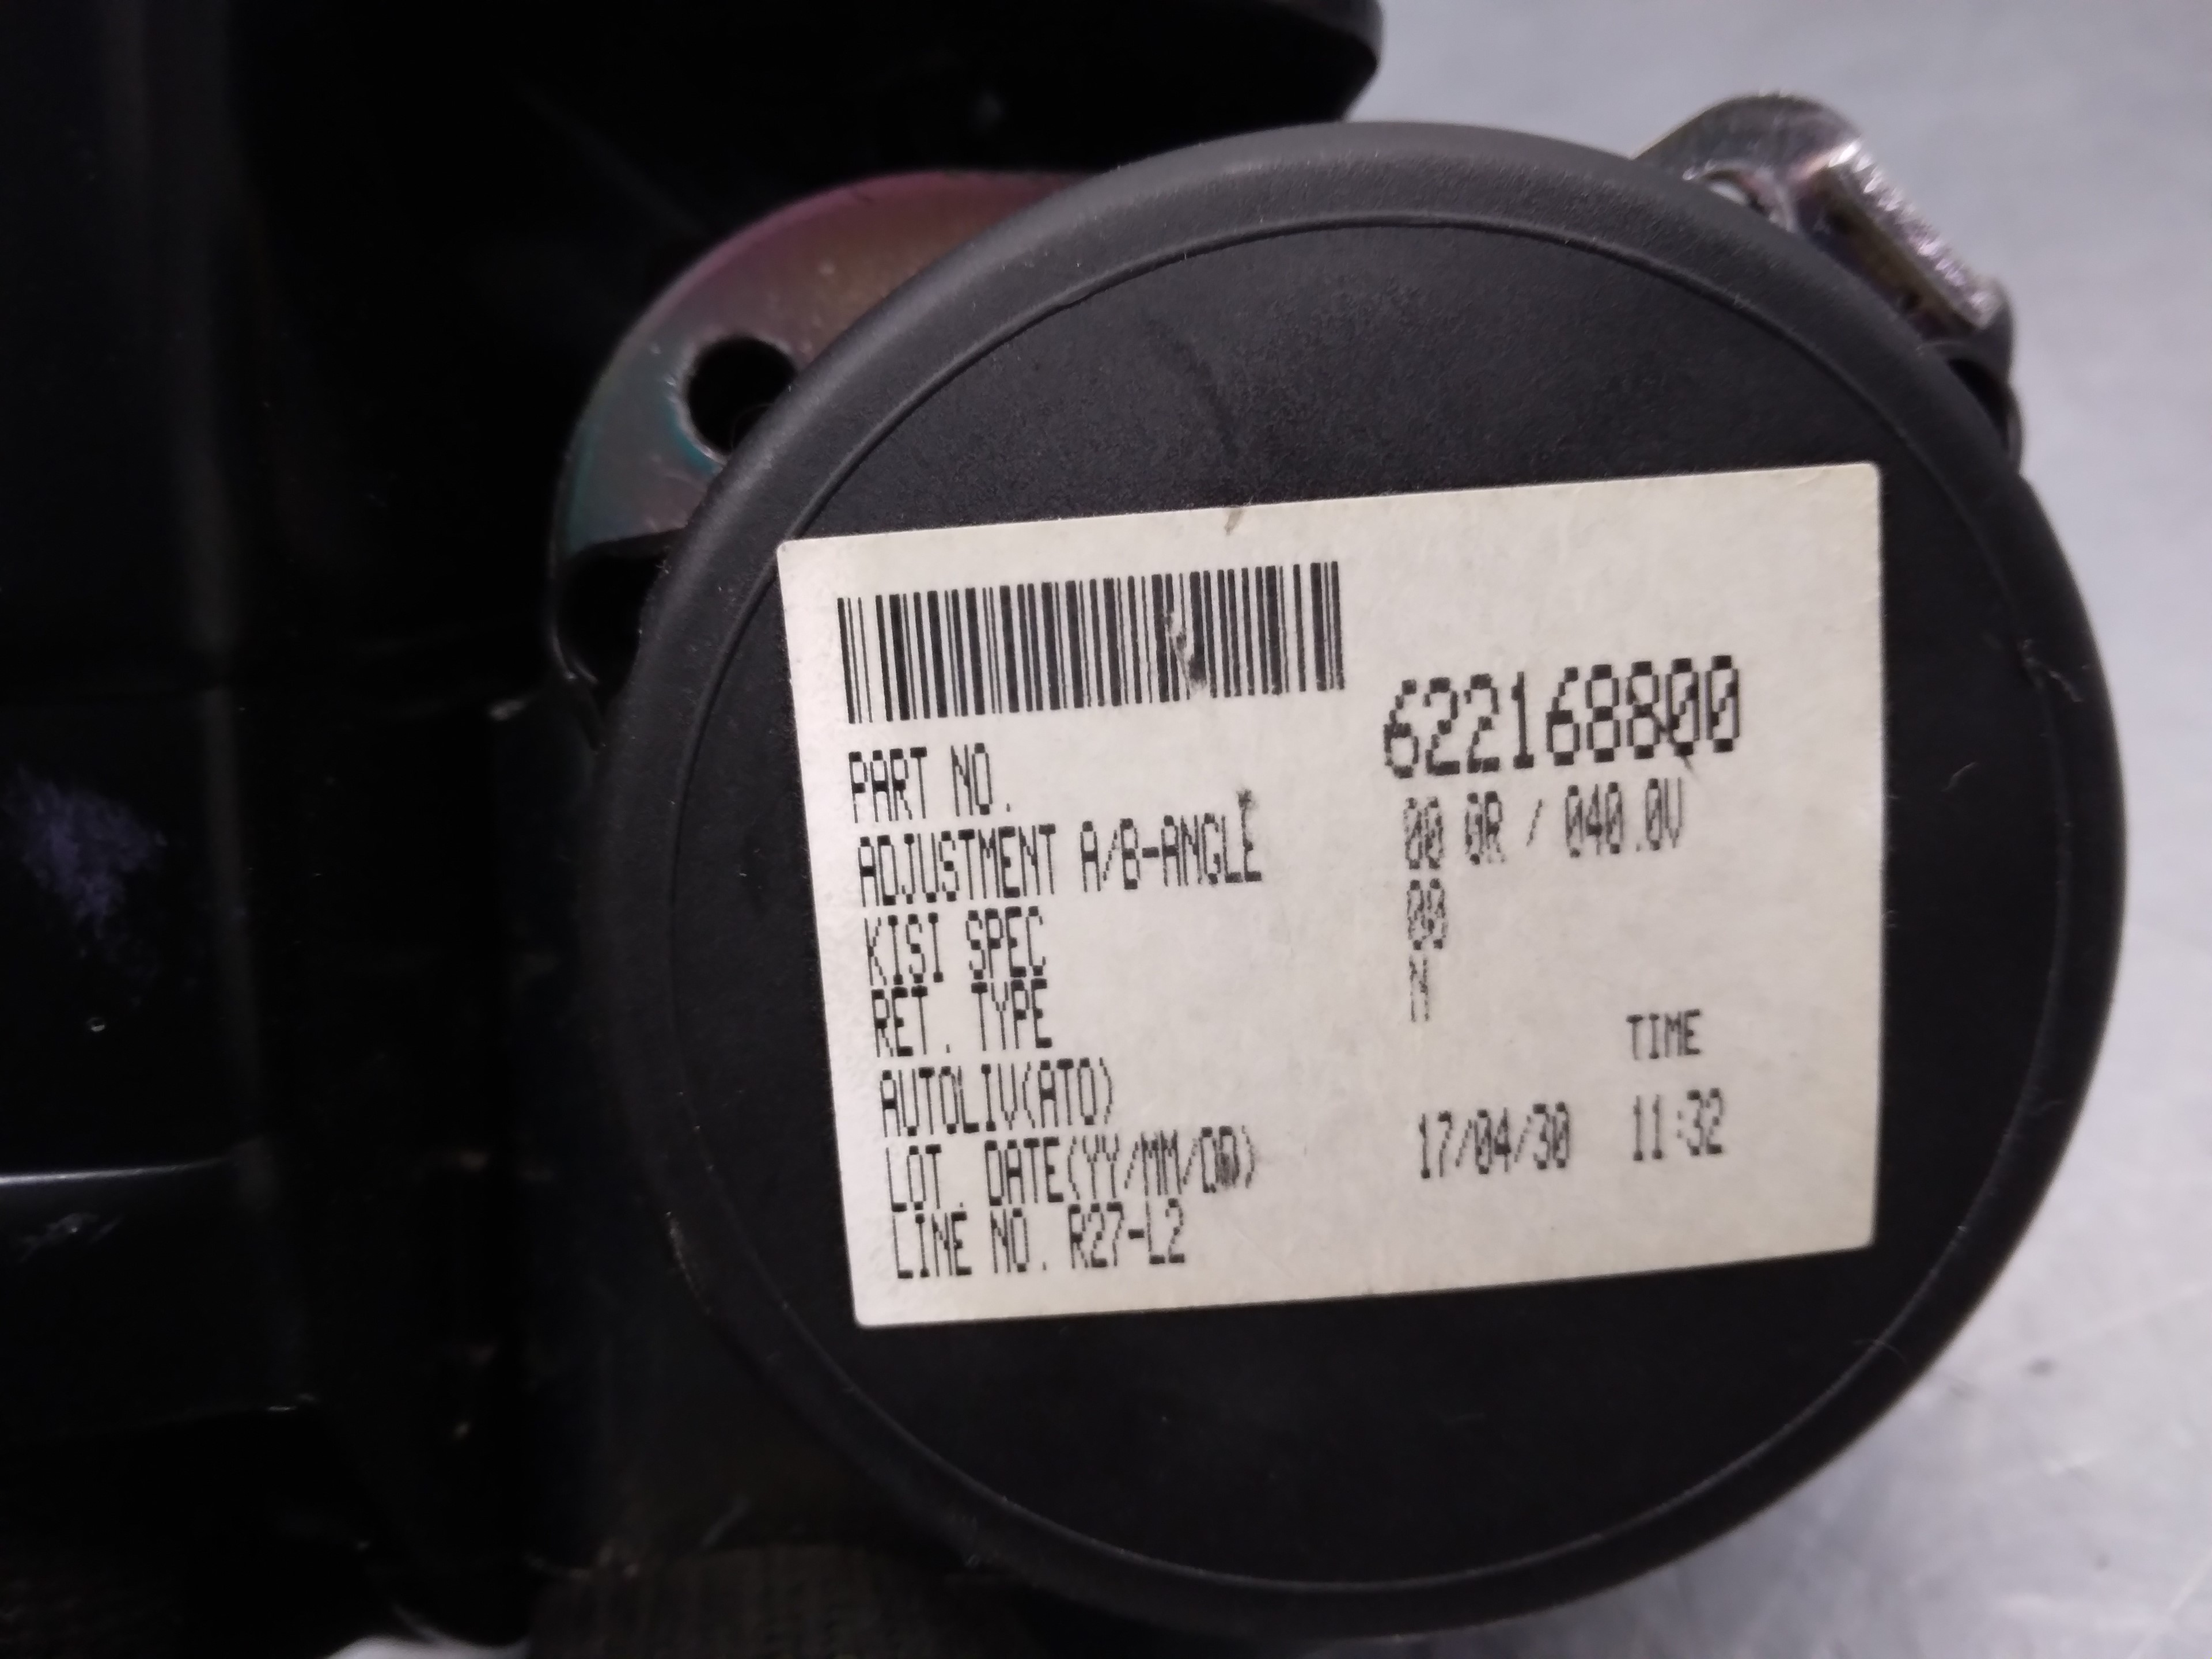 PART NO. 622168800
ADJUSTMENT A/B-ANGLE 00 0R / 040.0V
KISI SPEC 00
RET. TYPE N
AUTOLIV(ATO) TIME
LOT. DATE(YY/MM/DD) 17/04/30 11:32
LINE NO. R27-L2